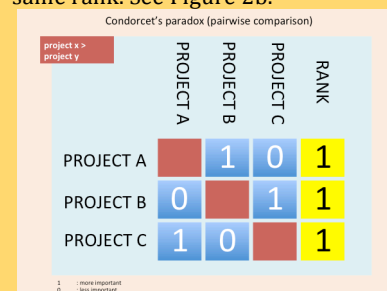 same rank. See Figure 2b.
Condorcet's paradox (pairwise comparison)
project x >
project y
PROJECT A
PROJECT B
PROJECT C
RANK
PROJECT A 1 0 1
PROJECT B 0 1 1
PROJECT C 1 0 1
1 : more important
0 : less important